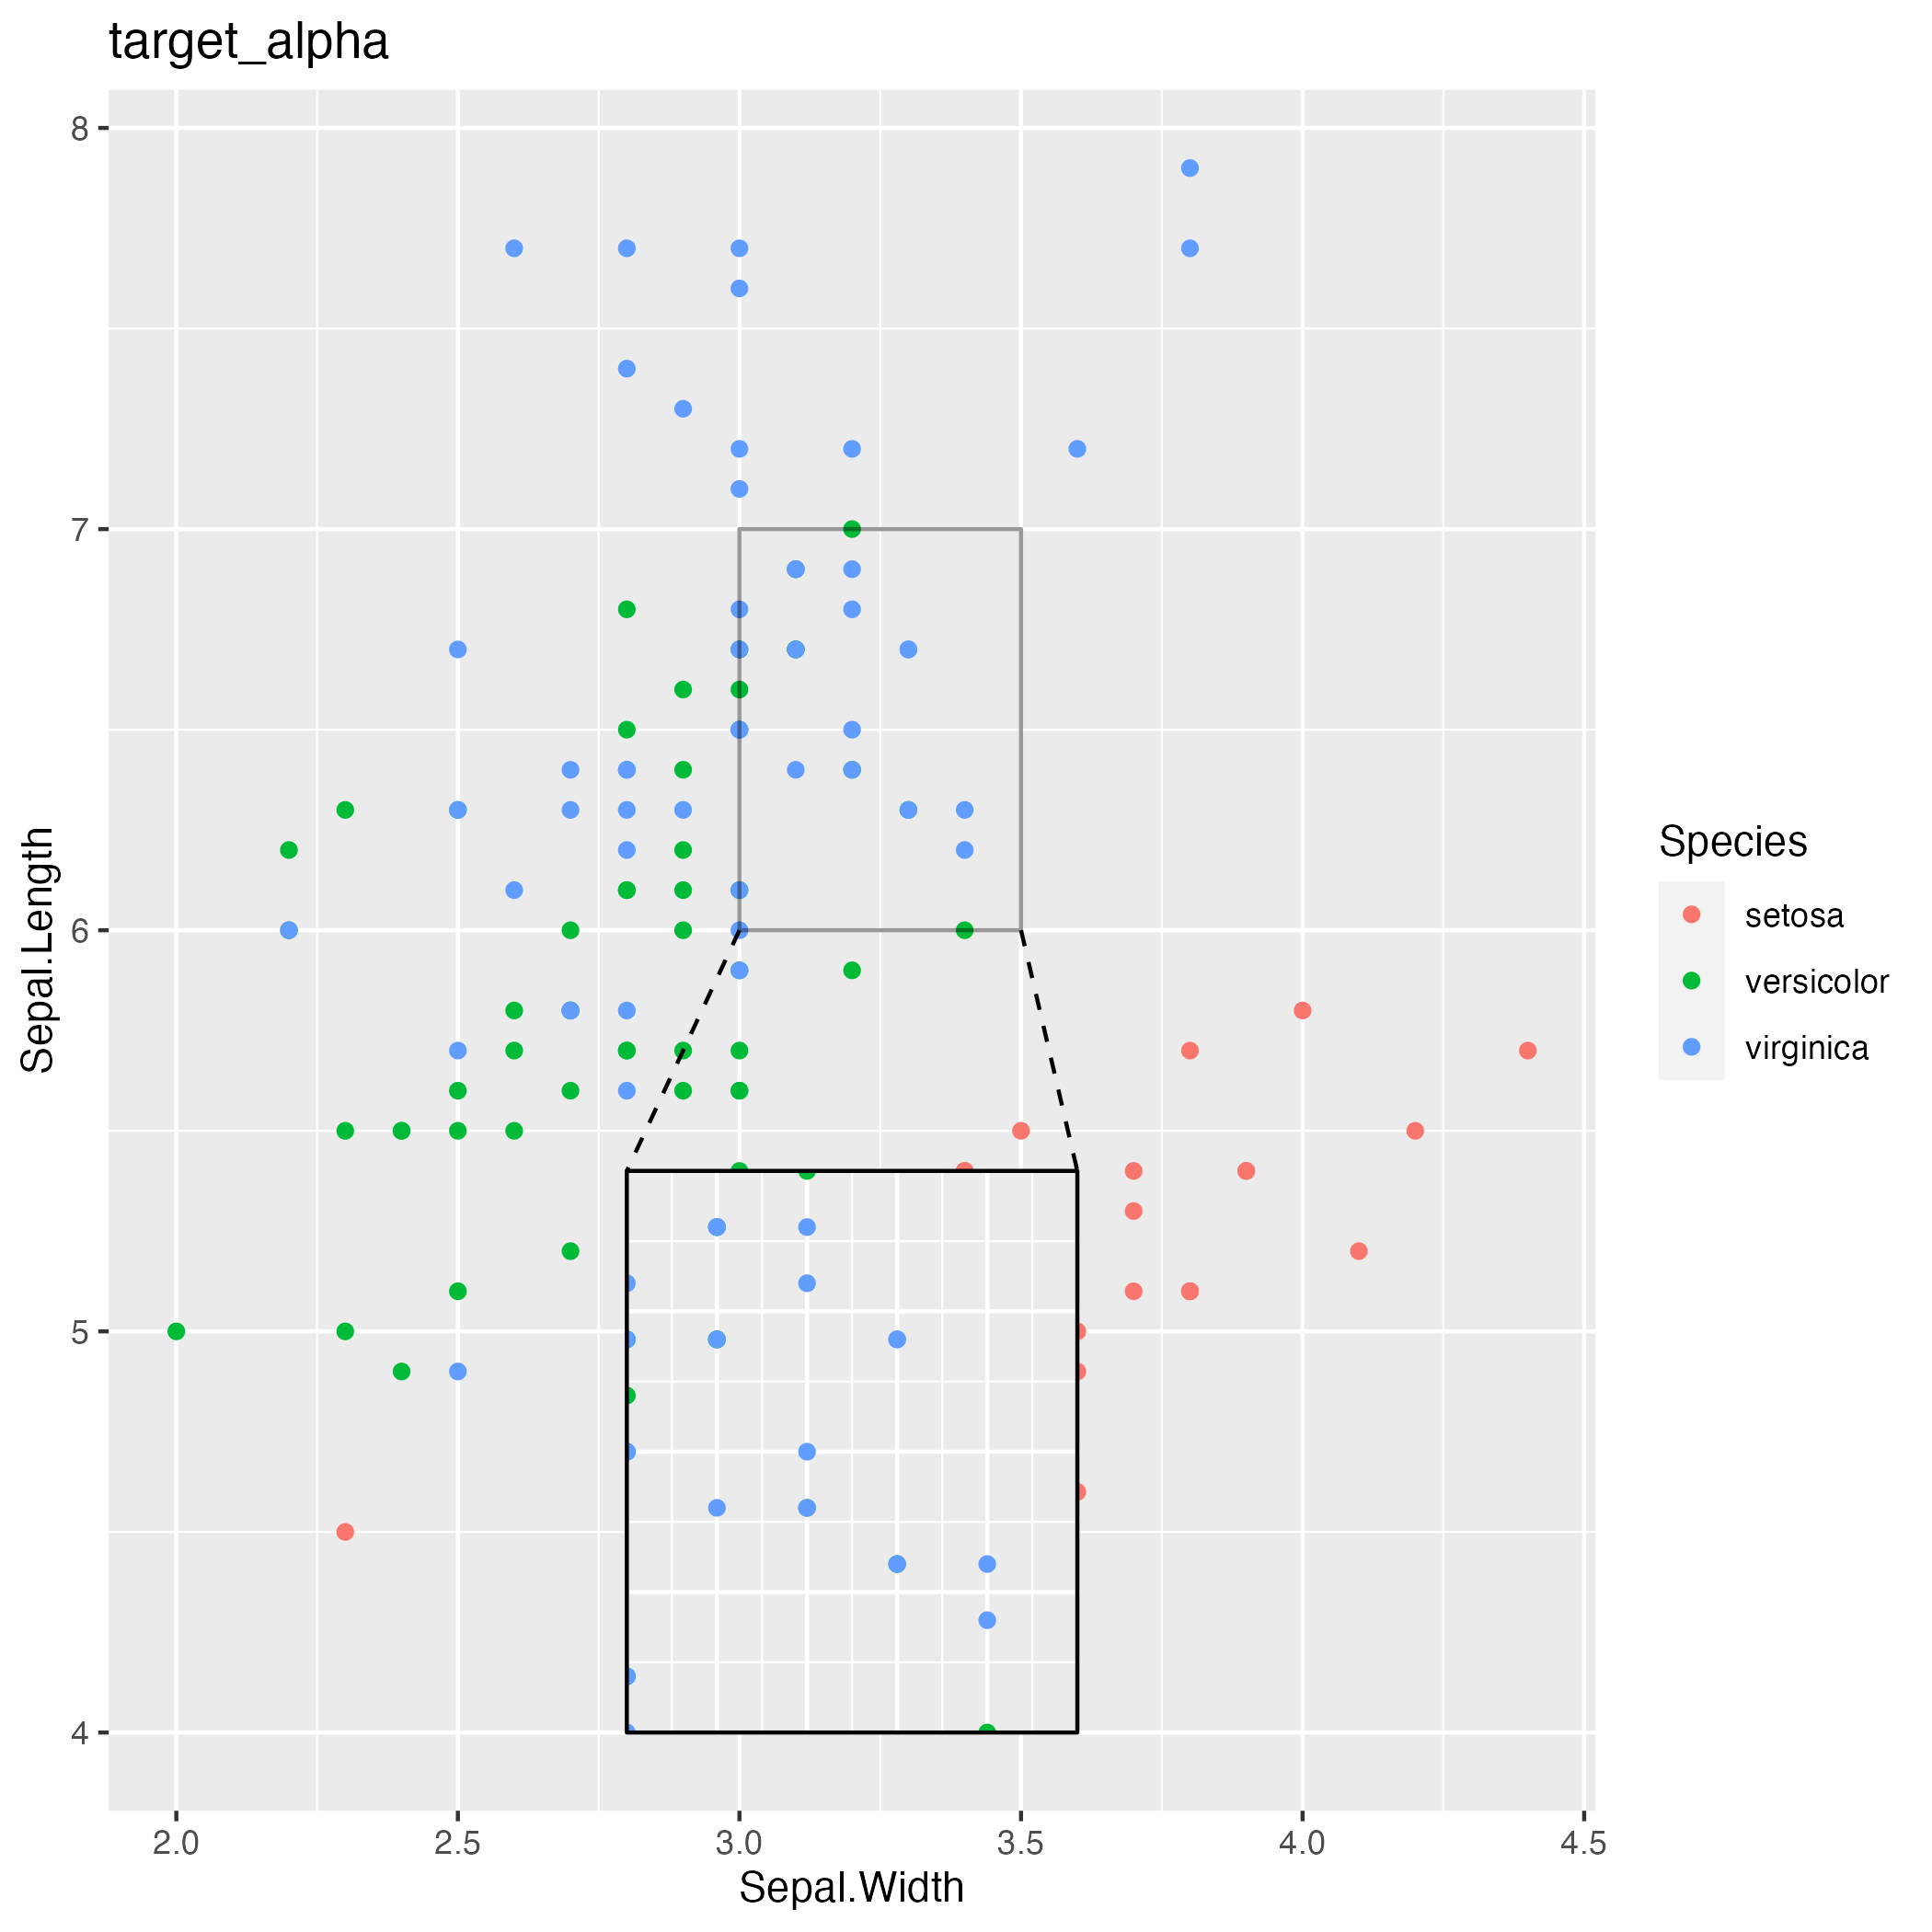 target_alpha
8
7
6
5
4
Sepal.Length
2.0 2.5 3.0 3.5 4.0 4.5
Sepal.Width
Species
setosa
versicolor
virginica